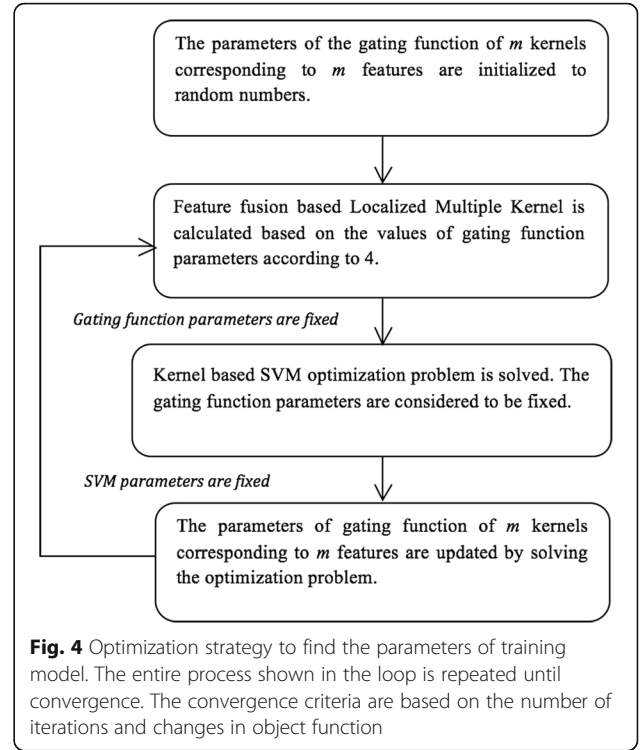 The parameters of the gating function of m kernels
corresponding to m features are initialized to
random numbers.
Feature fusion based Localized Multiple Kernel is
calculated based on the values of gating function
parameters according to 4.
Gating function parameters are fixed
Kernel based SVM optimization problem is solved. The
gating function parameters are considered to be fixed.
SVM parameters are fixed
The parameters of gating function of m kernels
corresponding to m features are updated by solving
the optimization problem.
Fig. 4 Optimization strategy to find the parameters of training
model. The entire process shown in the loop is repeated until
convergence. The convergence criteria are based on the number of
iterations and changes in object function